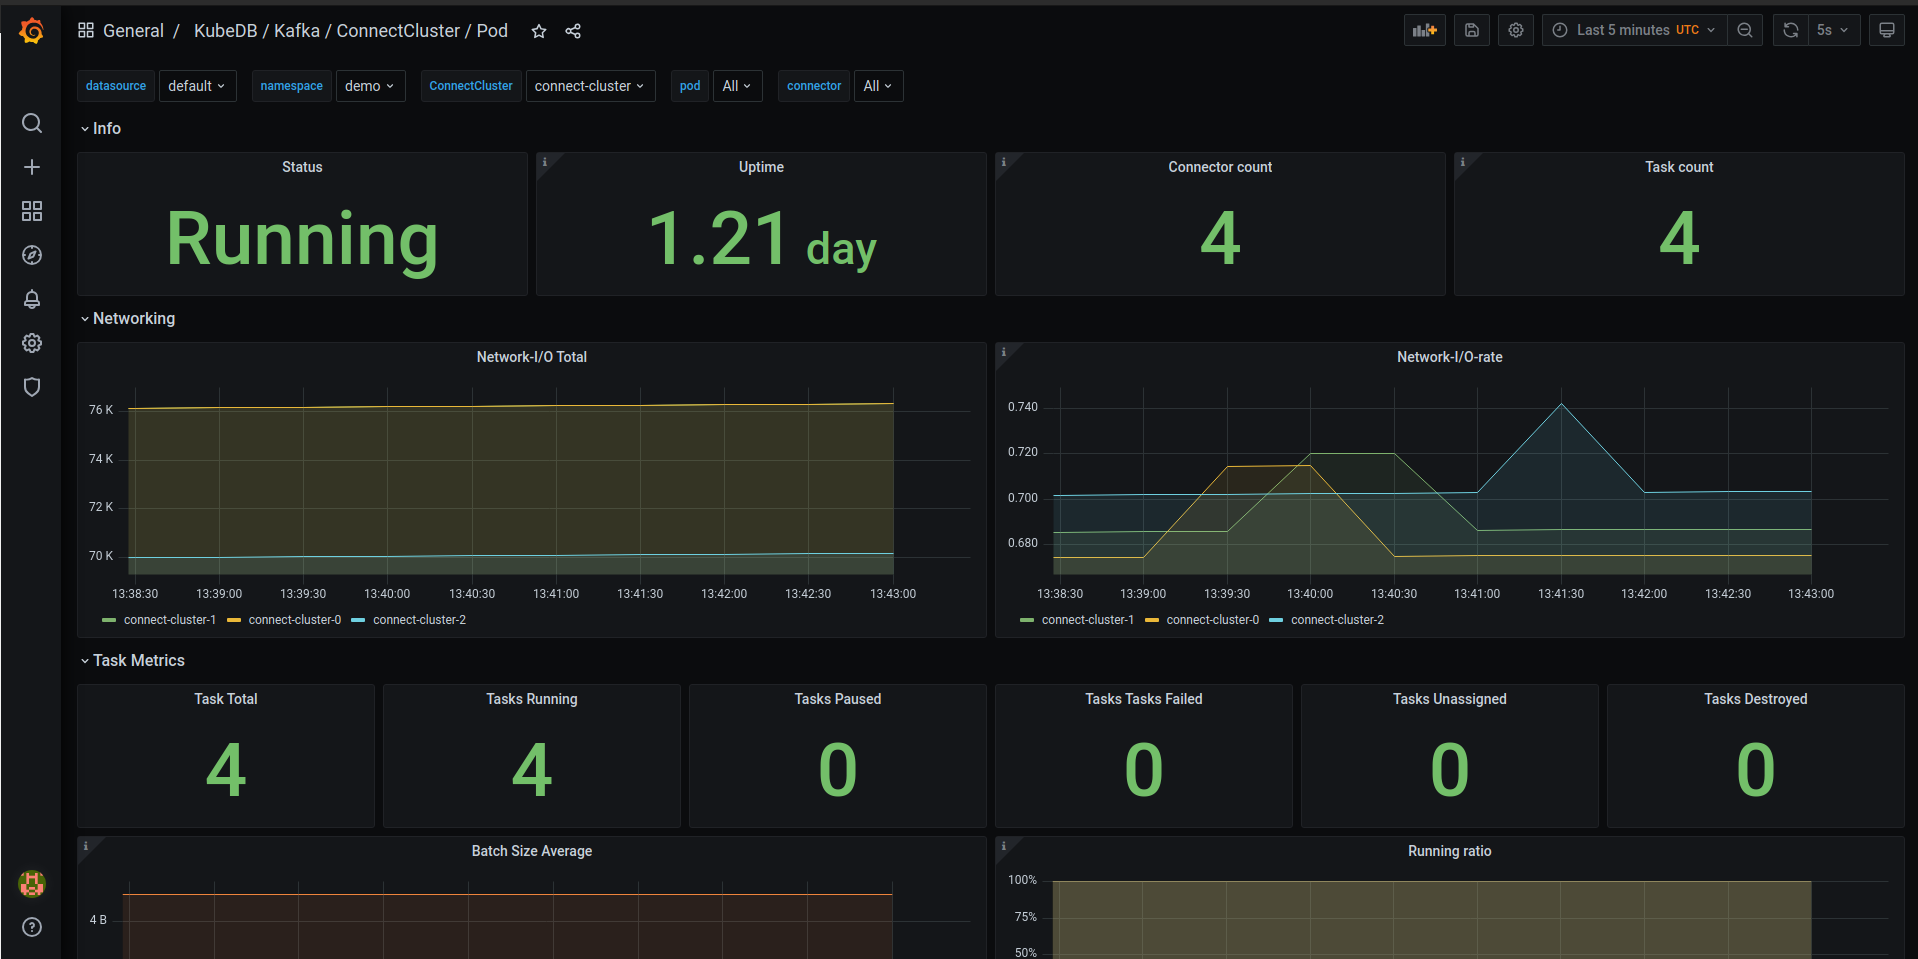 General / KubeDB / Kafka / ConnectCluster / Pod
Last 5 minutes UTC
5s
datasource default namespace demo ConnectCluster connect-cluster pod All connector All
Info
Status
Running
Uptime
1.21 day
Connector count
4
Task count
4
Networking
Network-I/O Total
76 K
74 K
72 K
70 K
13:38:30 13:39:00 13:39:30 13:40:00 13:40:30 13:41:00 13:41:30 13:42:00 13:42:30 13:43:00
connect-cluster-1 connect-cluster-0 connect-cluster-2
Network-I/O-rate
0.740
0.720
0.700
0.680
13:38:30 13:39:00 13:39:30 13:40:00 13:40:30 13:41:00 13:41:30 13:42:00 13:42:30 13:43:00
connect-cluster-1 connect-cluster-0 connect-cluster-2
Task Metrics
Task Total
4
Tasks Running
4
Tasks Paused
0
Tasks Tasks Failed
0
Tasks Unassigned
0
Tasks Destroyed
0
Batch Size Average
4 B
Running ratio
100%
75%
50%